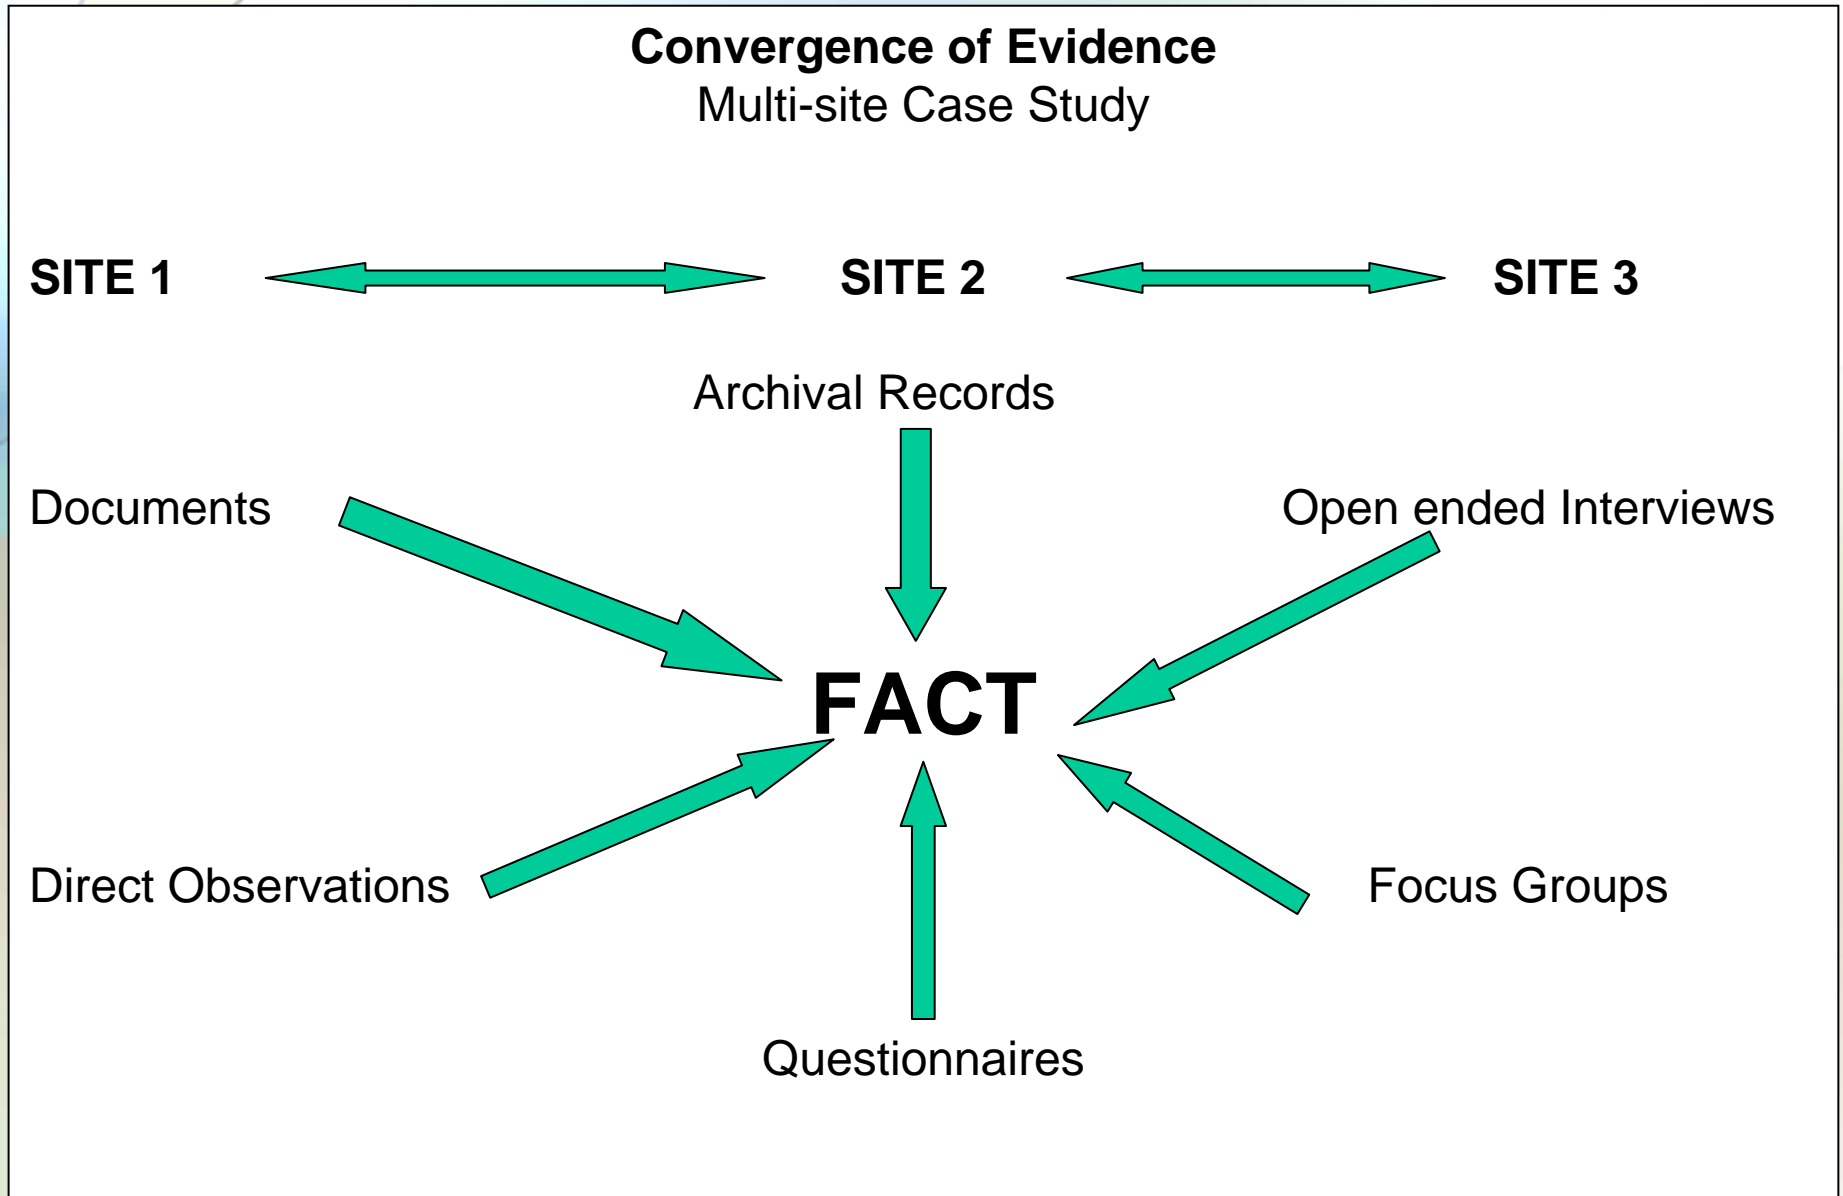 Convergence of Evidence
Multi-site Case Study
SITE 1 SITE 2 SITE 3
Archival Records
Documents Open ended Interviews
FACT
Direct Observations Focus Groups
Questionnaires